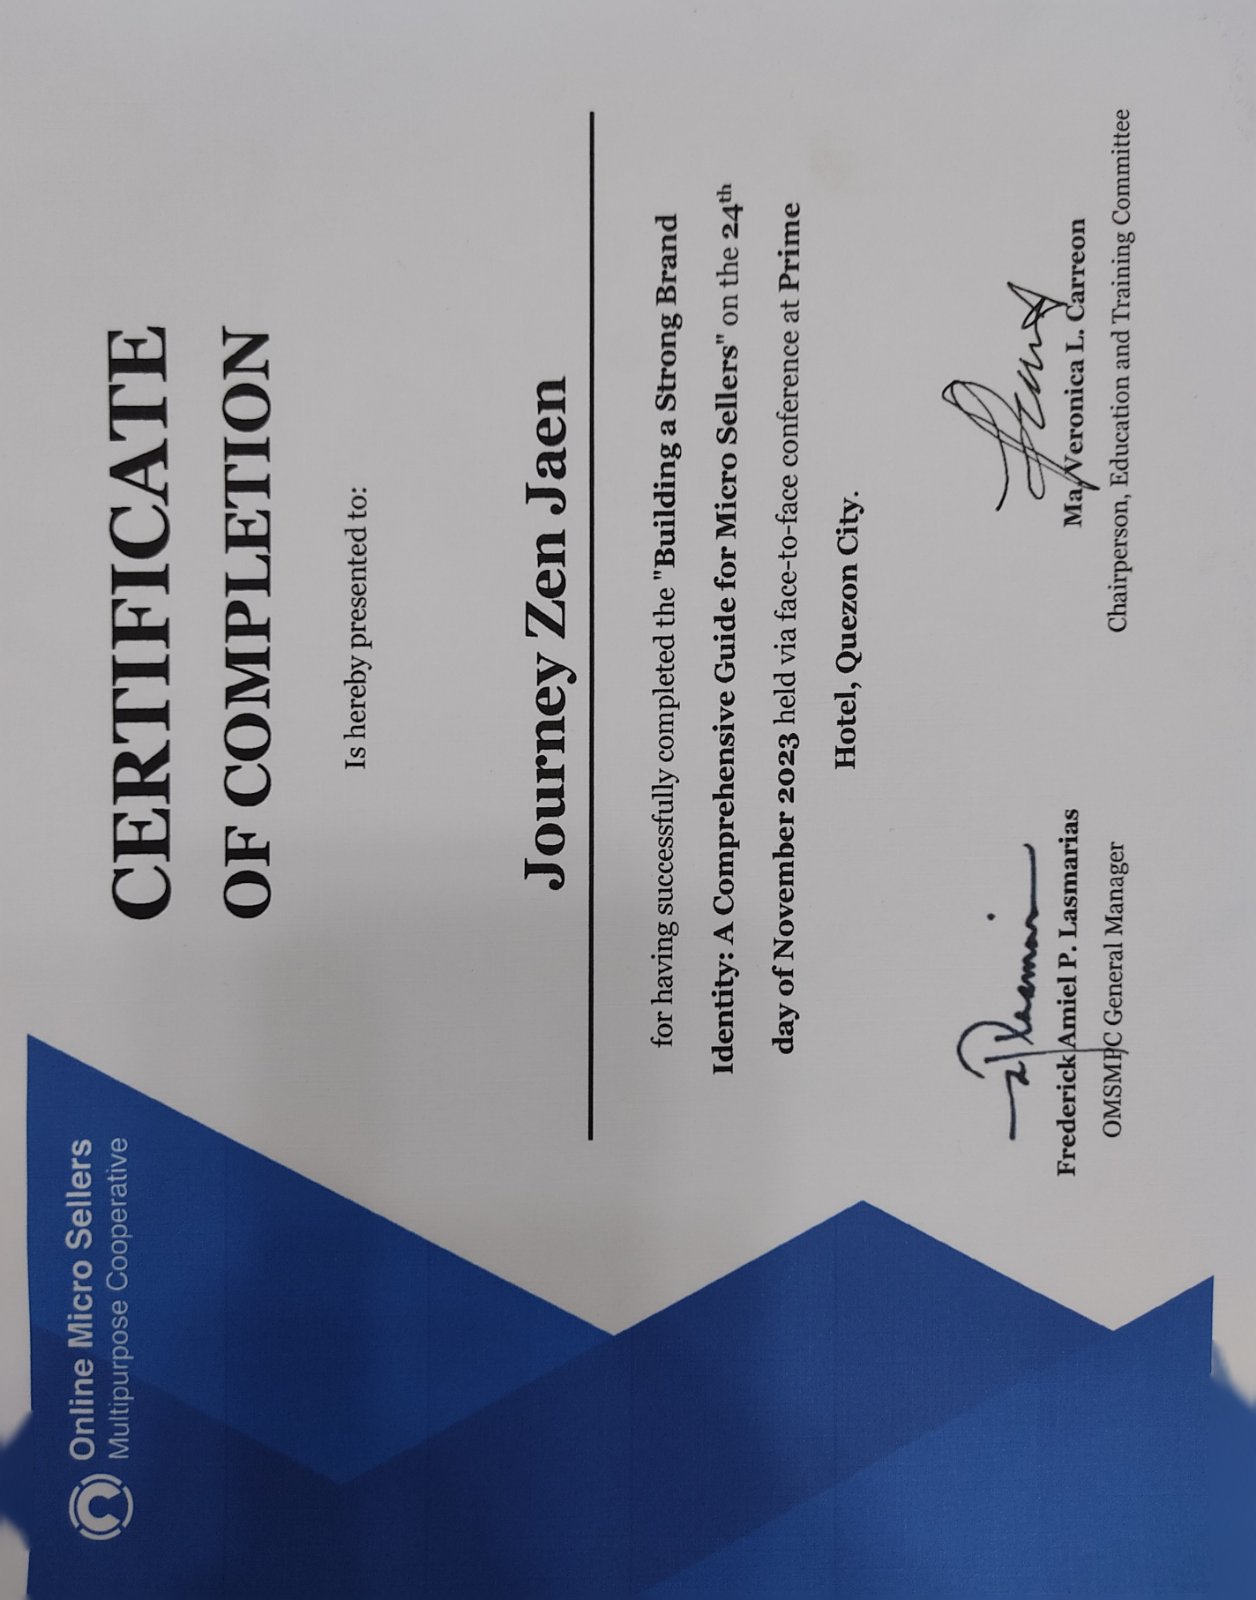 Online Micro Sellers
Multipurpose Cooperative
CERTIFICATE
OF COMPLETION
Is hereby presented to:
Journey Zen Jaen
for having successfully completed the "Building a Strong Brand
Identity: A Comprehensive Guide for Micro Sellers" on the 24th
day of November 2023 held via face-to-face conference at Prime
Hotel, Quezon City.
Frederick Amiel P. Lasmarias
OMSMPC General Manager
Ma. Veronica L. Carreon
Chairperson, Education and Training Committee